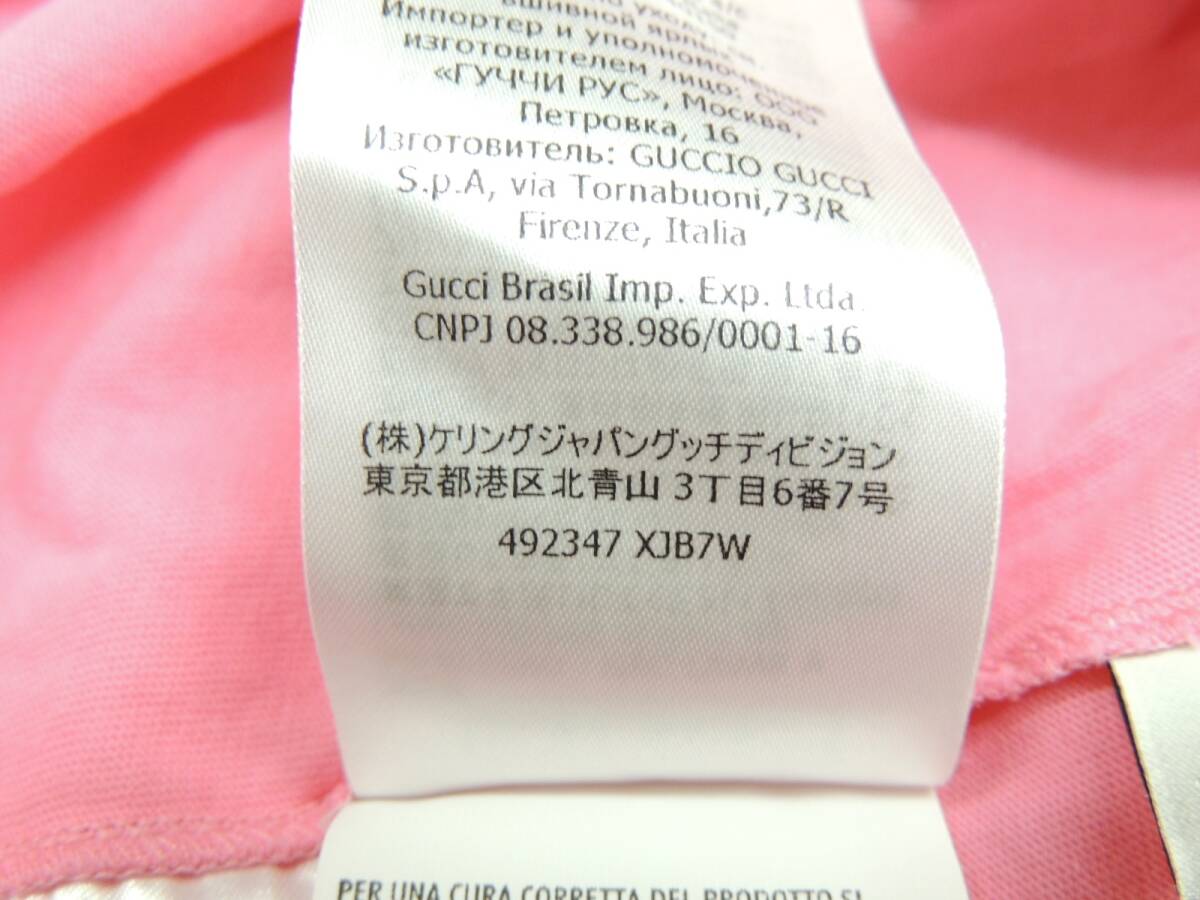 вшивной
Импортер и уполномоченное
изготовителем лицо: ООО
«ГУЧЧИ РУС», Москва,
Петровка, 16
Изготовитель: GUCCIO GUCCI
S.p.A, via Tornabuoni,73/R
Firenze, Italia
Gucci Brasil Imp. Exp. Ltda.
CNPJ 08.338.986/0001-16
(株)ケリングジャパングッチディビジョン
東京都港区北青山 3丁目6番7号
492347 XJB7W
PER UNA CURA CORRETTA DEL PRODOTTO SI